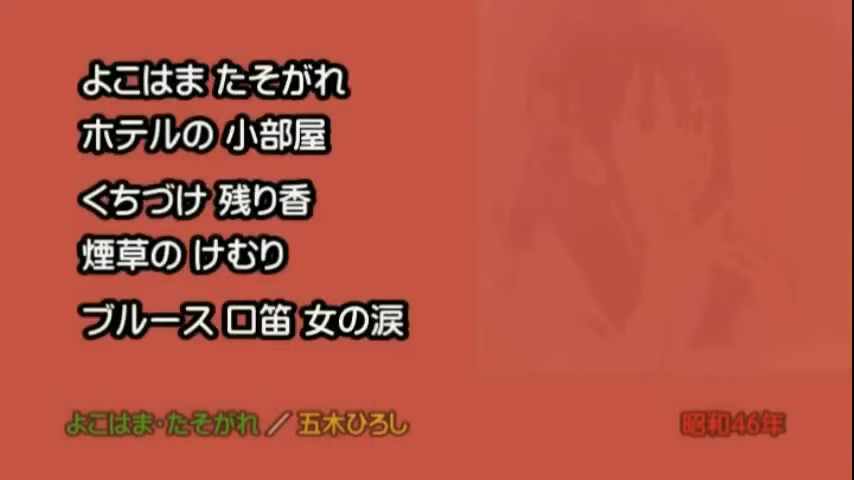 よこはま たそがれ
ホテルの 小部屋
くちづけ 残り香
煙草の けむり
ブルース 口笛 女の涙
よこはま・たそがれ ／ 五木ひろし
昭和46年